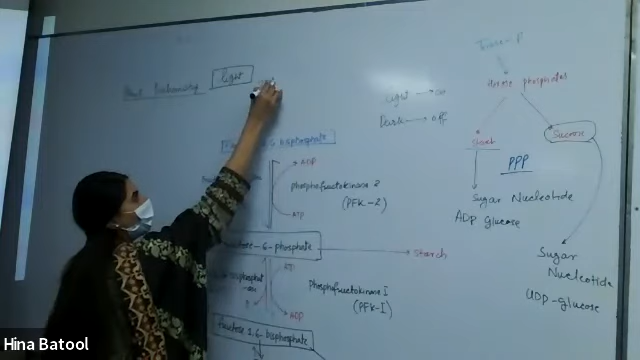 Light
6 bisphosphate
ADP
phosphofructokinase 2
(PFK-2)
ATP
6-phosphate
starch
ATP
phosphofructokinase I
(PFK-I)
ADP
fructose 1,6-bisphosphate
Light → on
Dark → off
Triose-P
Hexose phosphates
starch
Sucrose
PPP
Sugar Nucleotide
ADP glucose
Sugar
Nucleotide
UDP-glucose
Hina Batool